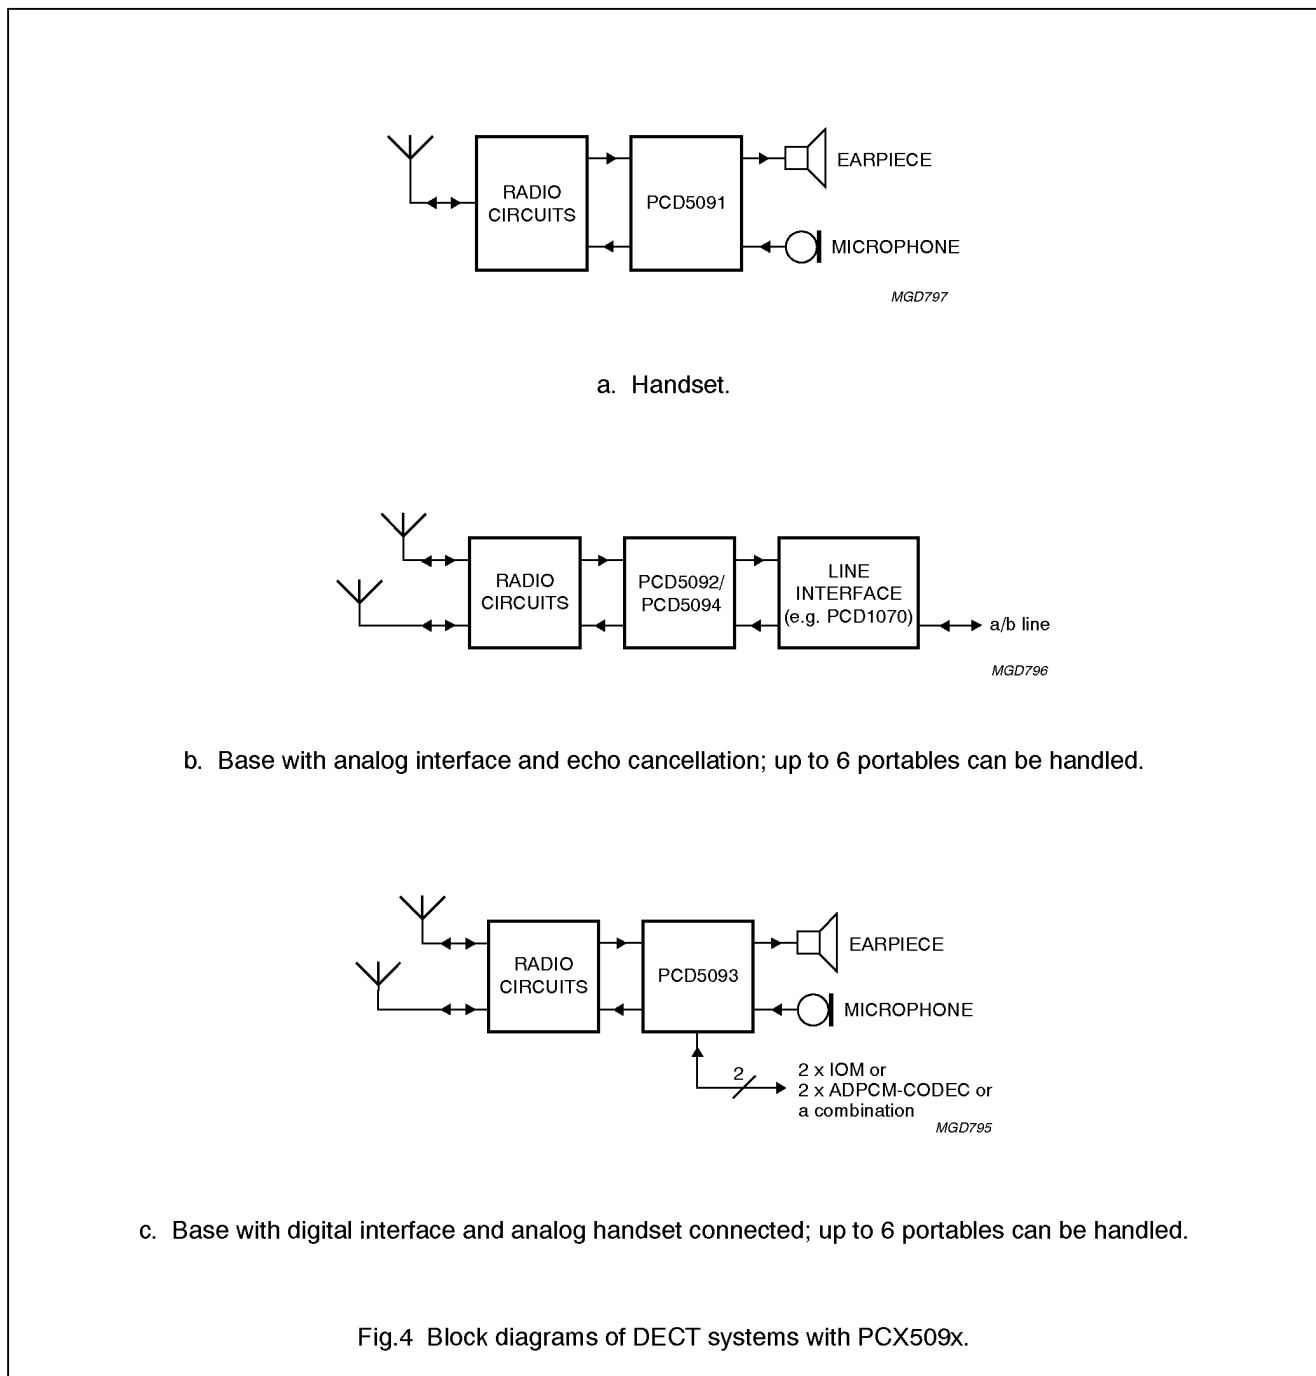 RADIO
CIRCUITS
PCD5091
EARPIECE
MICROPHONE
MGD797
a. Handset.
RADIO
CIRCUITS
PCD5092/
PCD5094
LINE
INTERFACE
(e.g. PCD1070)
a/b line
MGD796
b. Base with analog interface and echo cancellation; up to 6 portables can be handled.
RADIO
CIRCUITS
PCD5093
EARPIECE
MICROPHONE
2
2 x IOM or
2 x ADPCM-CODEC or
a combination
MGD795
c. Base with digital interface and analog handset connected; up to 6 portables can be handled.
Fig.4 Block diagrams of DECT systems with PCX509x.